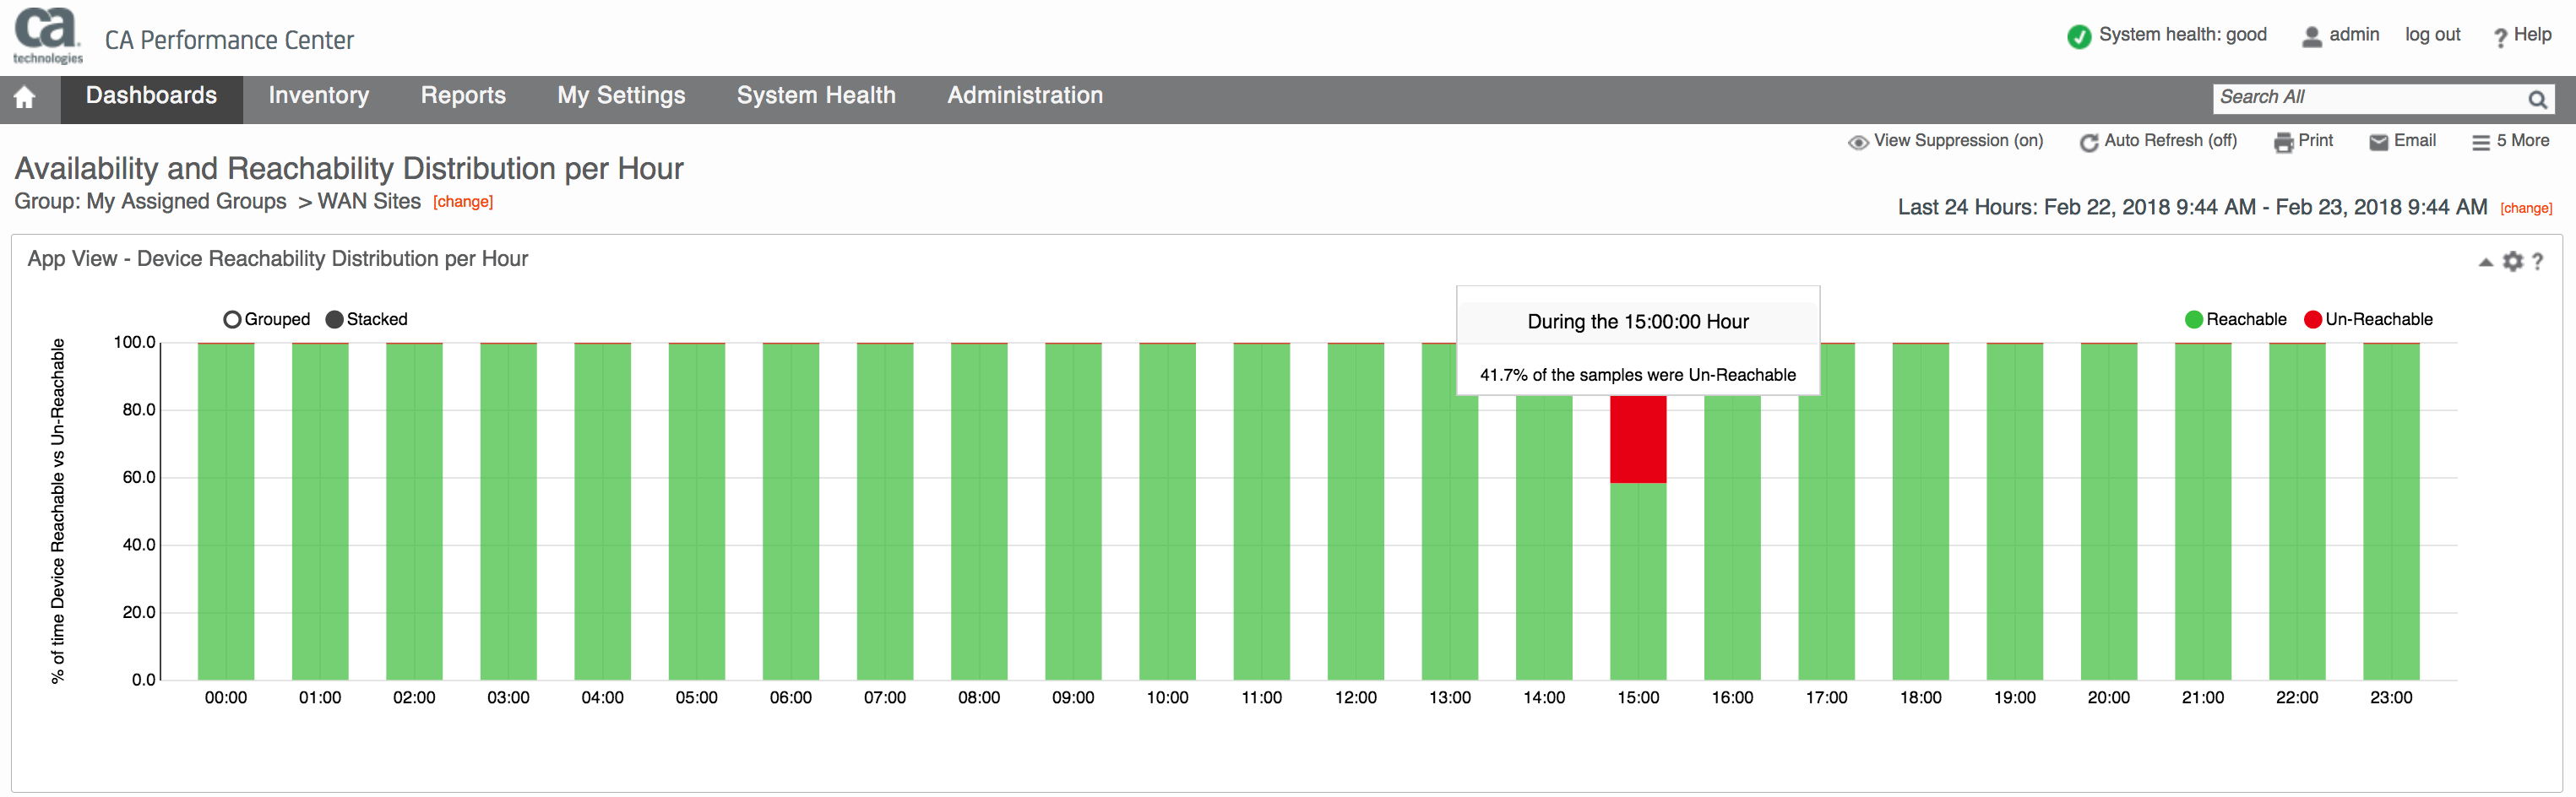 ca
technologies
CA Performance Center
System health: good admin log out ? Help
Dashboards Inventory Reports My Settings System Health Administration Search All
View Suppression (on) Auto Refresh (off) Print Email 5 More
Availability and Reachability Distribution per Hour
Group: My Assigned Groups > WAN Sites [change]
Last 24 Hours: Feb 22, 2018 9:44 AM - Feb 23, 2018 9:44 AM [change]
App View - Device Reachability Distribution per Hour ?
Grouped Stacked
Reachable Un-Reachable
During the 15:00:00 Hour
41.7% of the samples were Un-Reachable
% of time Device Reachable vs Un-Reachable
100.0
80.0
60.0
40.0
20.0
0.0
00:00 01:00 02:00 03:00 04:00 05:00 06:00 07:00 08:00 09:00 10:00 11:00 12:00 13:00 14:00 15:00 16:00 17:00 18:00 19:00 20:00 21:00 22:00 23:00